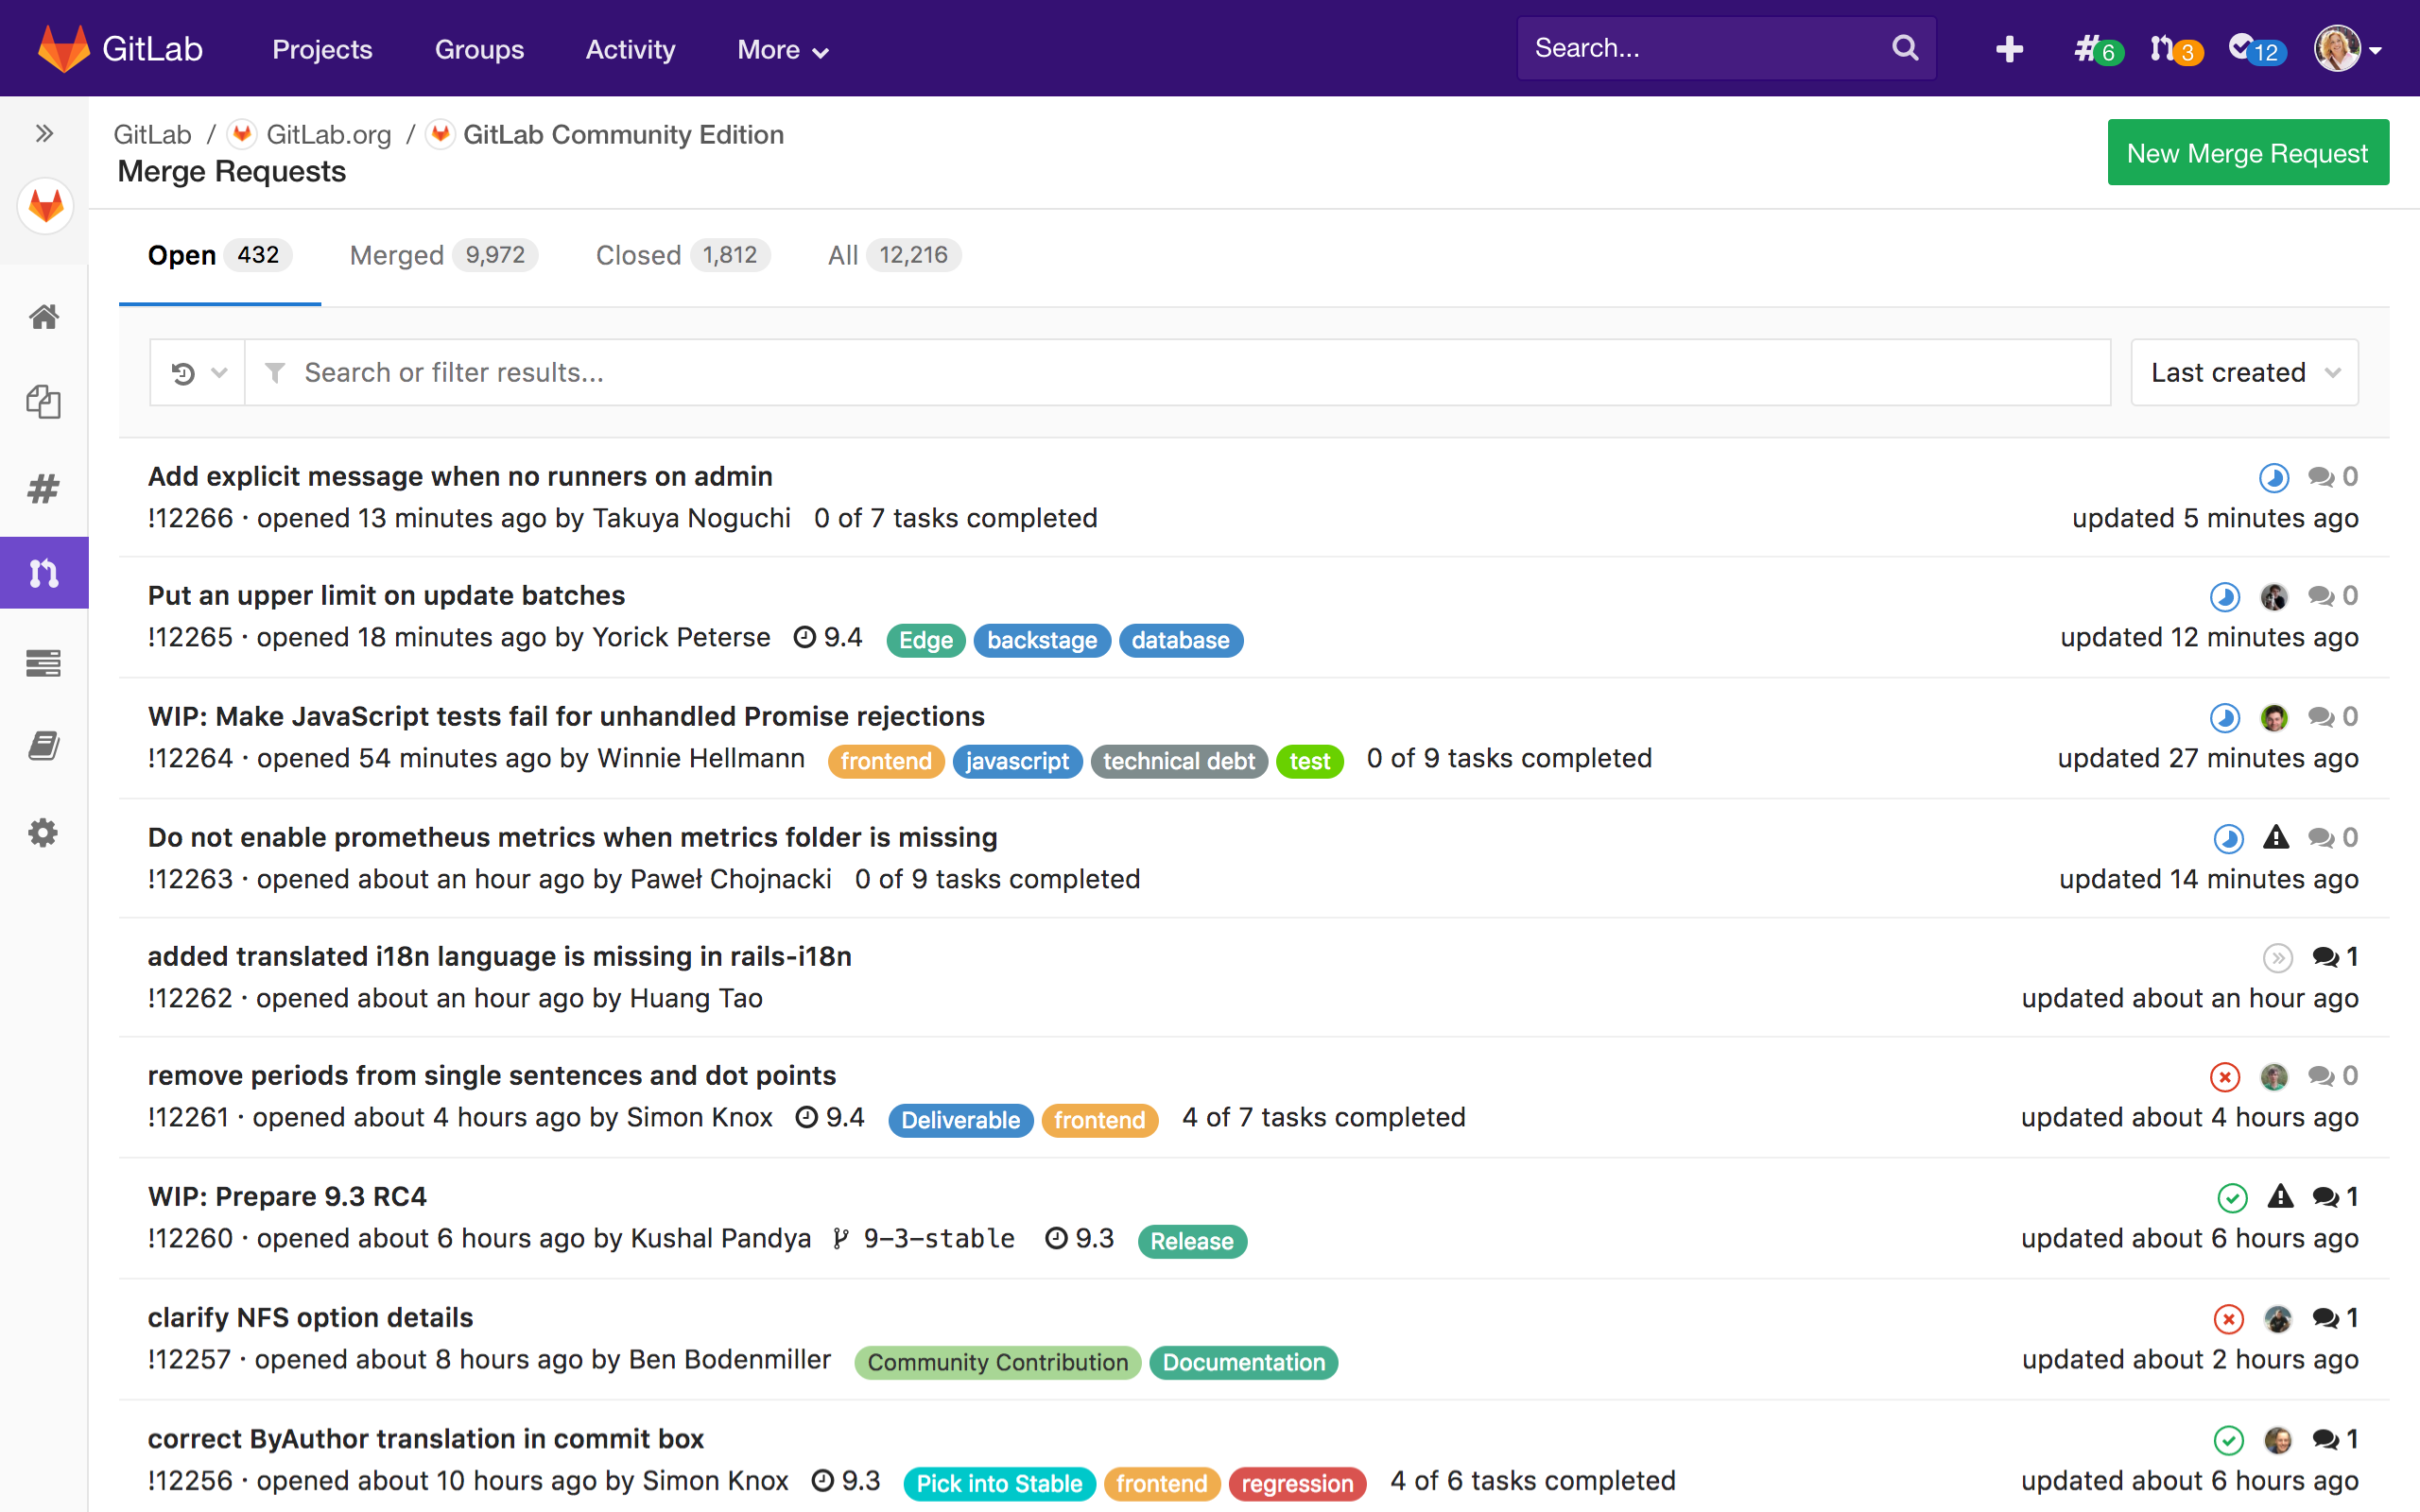 GitLab Projects Groups Activity More Search... 6 3 12
GitLab / GitLab.org / GitLab Community Edition
Merge Requests
New Merge Request
Open 432 Merged 9,972 Closed 1,812 All 12,216
Search or filter results... Last created
Add explicit message when no runners on admin 0
!12266 · opened 13 minutes ago by Takuya Noguchi 0 of 7 tasks completed updated 5 minutes ago
Put an upper limit on update batches 0
!12265 · opened 18 minutes ago by Yorick Peterse 9.4 Edge backstage database updated 12 minutes ago
WIP: Make JavaScript tests fail for unhandled Promise rejections 0
!12264 · opened 54 minutes ago by Winnie Hellmann frontend javascript technical debt test 0 of 9 tasks completed updated 27 minutes ago
Do not enable prometheus metrics when metrics folder is missing 0
!12263 · opened about an hour ago by Paweł Chojnacki 0 of 9 tasks completed updated 14 minutes ago
added translated i18n language is missing in rails-i18n 1
!12262 · opened about an hour ago by Huang Tao updated about an hour ago
remove periods from single sentences and dot points 0
!12261 · opened about 4 hours ago by Simon Knox 9.4 Deliverable frontend 4 of 7 tasks completed updated about 4 hours ago
WIP: Prepare 9.3 RC4 1
!12260 · opened about 6 hours ago by Kushal Pandya 9-3-stable 9.3 Release updated about 6 hours ago
clarify NFS option details 1
!12257 · opened about 8 hours ago by Ben Bodenmiller Community Contribution Documentation updated about 2 hours ago
correct ByAuthor translation in commit box 1
!12256 · opened about 10 hours ago by Simon Knox 9.3 Pick into Stable frontend regression 4 of 6 tasks completed updated about 6 hours ago